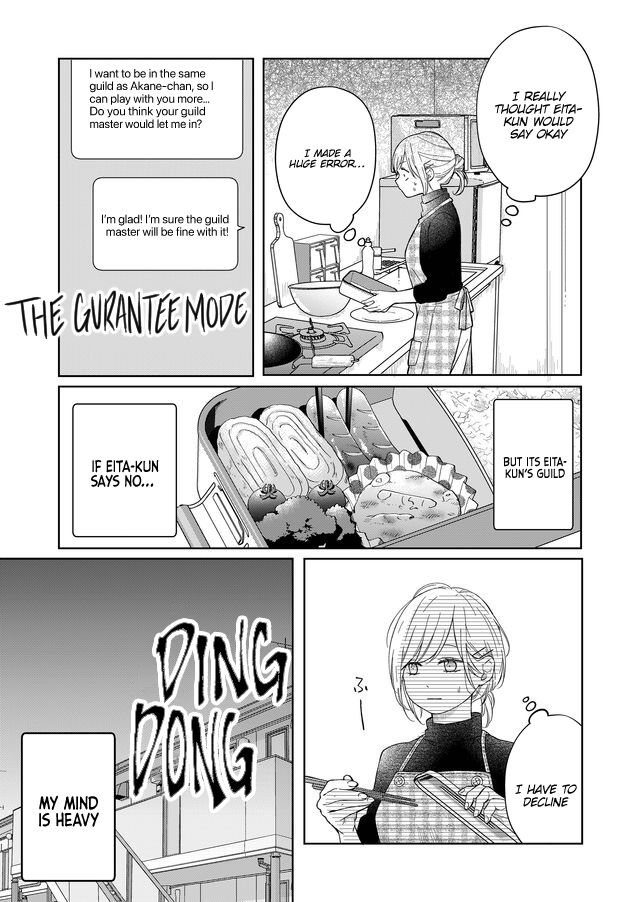 I REALLY
THOUGHT EITA-
KUN WOULD
SAY OKAY
I MADE A
HUGE ERROR...
I want to be in the same
guild as Akane-chan, so I
can play with you more...
Do you think your guild
master would let me in?
I'm glad! I'm sure the guild
master will be fine with it!
THE GURANTEE MODE
BUT ITS EITA-
KUN'S GUILD
IF EITA-KUN
SAYS NO...
ふー
I HAVE TO
DECLINE
DING
DONG
MY MIND
IS HEAVY